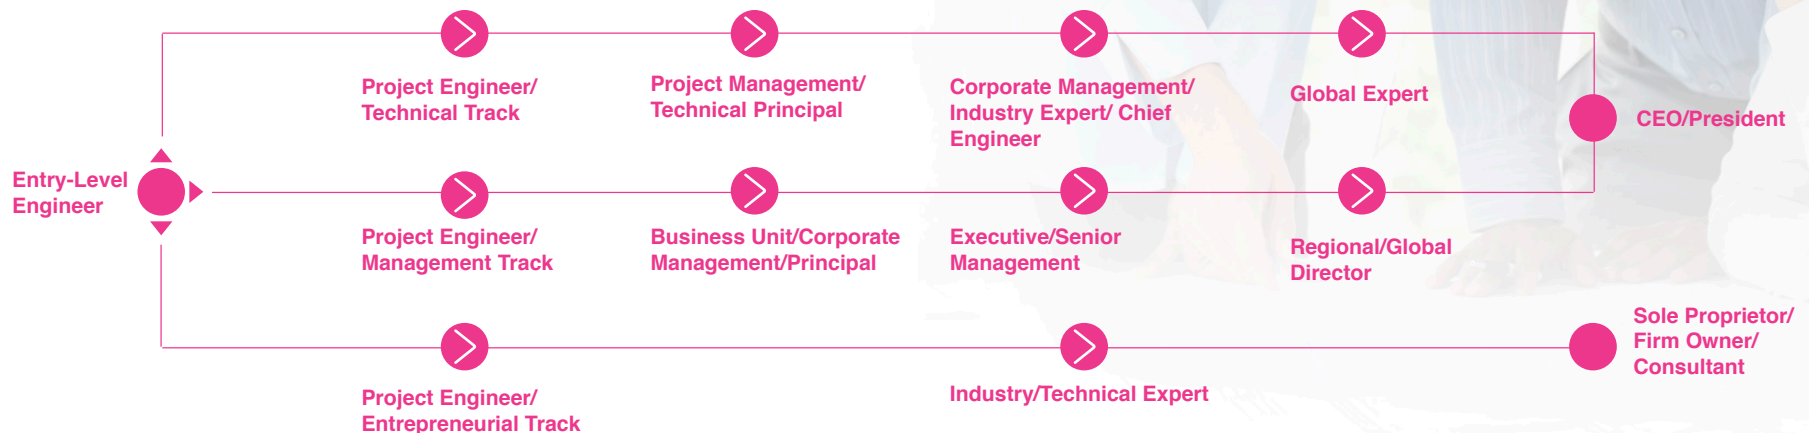 Project Engineer/
Technical Track
Project Management/
Technical Principal
Corporate Management/
Industry Expert/ Chief
Engineer
Global Expert
CEO/President
Entry-Level
Engineer
Project Engineer/
Management Track
Business Unit/Corporate
Management/Principal
Executive/Senior
Management
Regional/Global
Director
Sole Proprietor/
Firm Owner/
Consultant
Project Engineer/
Entrepreneurial Track
Industry/Technical Expert